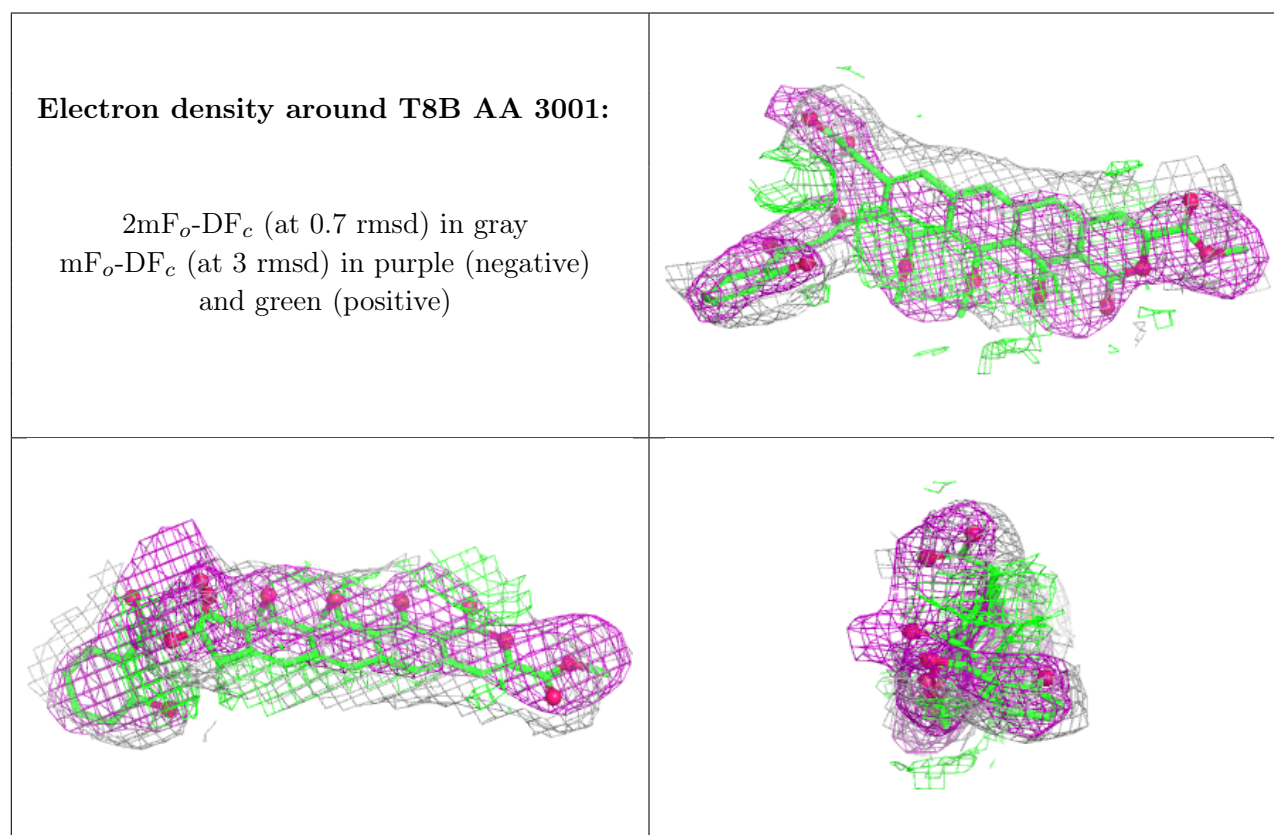 Electron density around T8B AA 3001:
2mFo-DFc (at 0.7 rmsd) in gray
mFo-DFc (at 3 rmsd) in purple (negative)
and green (positive)